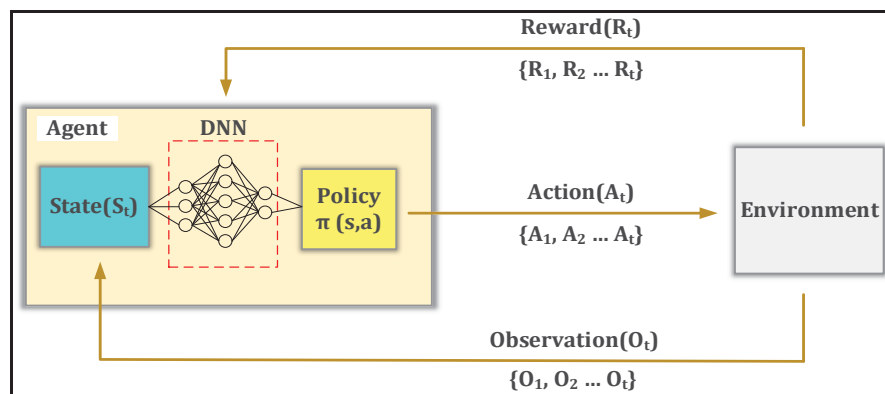 Reward(Rₜ)
{R₁, R₂ ... Rₜ}
Agent
DNN
State(Sₜ)
Policy
π (s,a)
Action(Aₜ)
{A₁, A₂ ... Aₜ}
Environment
Observation(Oₜ)
{O₁, O₂ ... Oₜ}